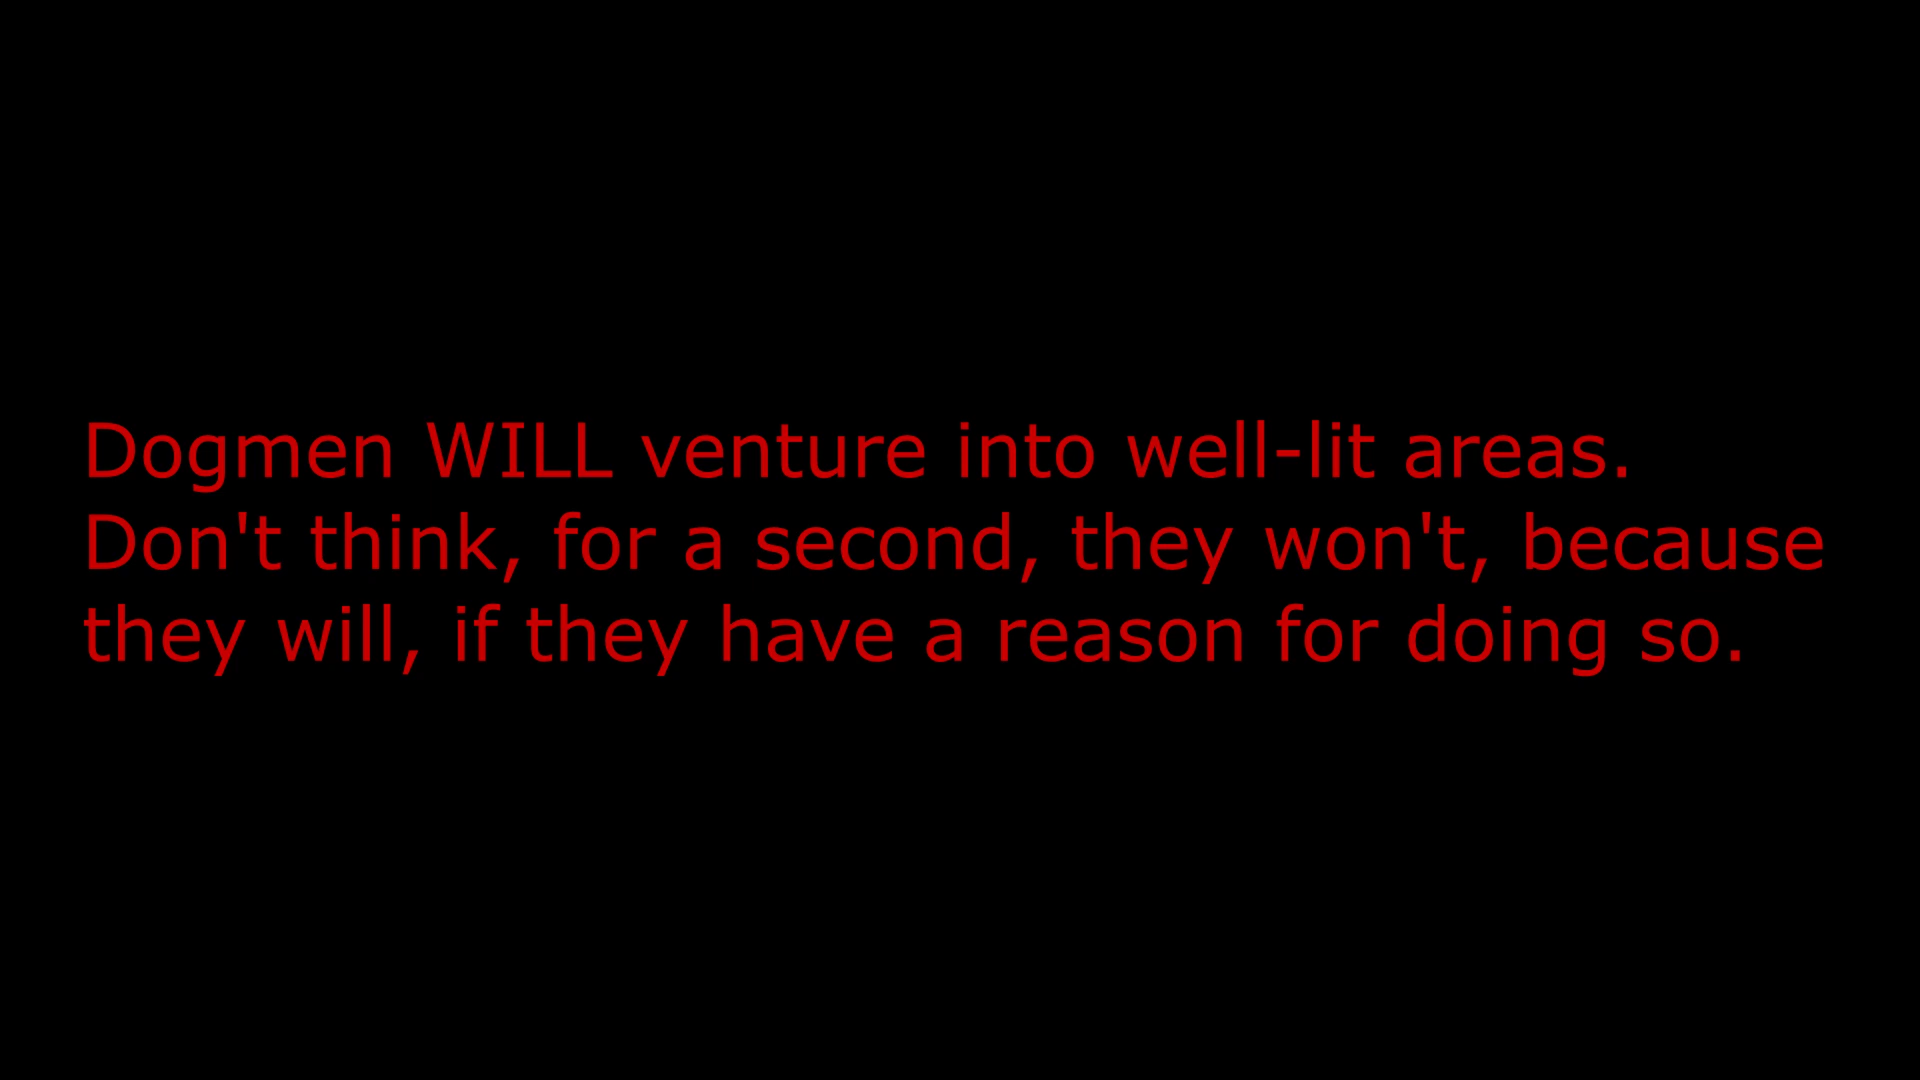 Dogmen WILL venture into well-lit areas.
Don't think, for a second, they won't, because
they will, if they have a reason for doing so.